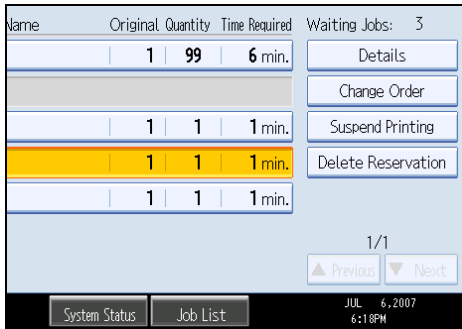 Name Original Quantity Time Required Waiting Jobs: 3
1 99 6 min. Details
Change Order
1 1 1 min. Suspend Printing
1 1 1 min. Delete Reservation
1 1 1 min.
1/1
▲ Previous ▼ Next
System Status Job List JUL 6,2007
6:18PM